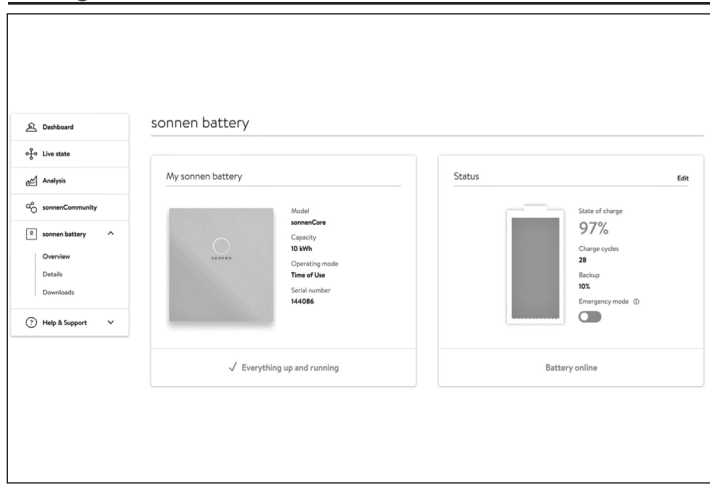 Dashboard
Live state
Analysis
sonnenCommunity
sonnen battery
Overview
Details
Downloads
Help & Support
sonnen battery
My sonnen battery
sonnen
Model
sonnenCore
Capacity
10 kWh
Operating mode
Time of Use
Serial number
144086
Everything up and running
Status
Edit
State of charge
97%
Charge cycles
28
Backup
10%
Emergency mode
Battery online